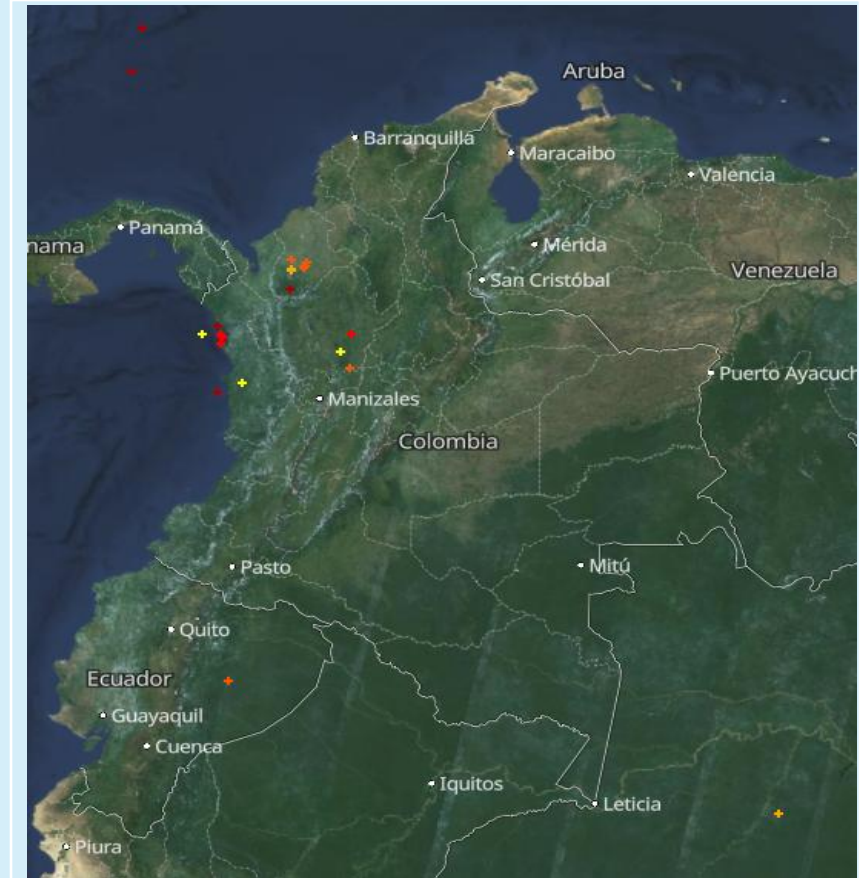 Aruba
Barranquilla
Maracaibo
Valencia
Panamá
nama
Mérida
San Cristóbal
Venezuela
Puerto Ayacuch
Manizales
Colombia
Pasto
Mitú
Quito
Ecuador
Guayaquil
Cuenca
Iquitos
Leticia
Piura